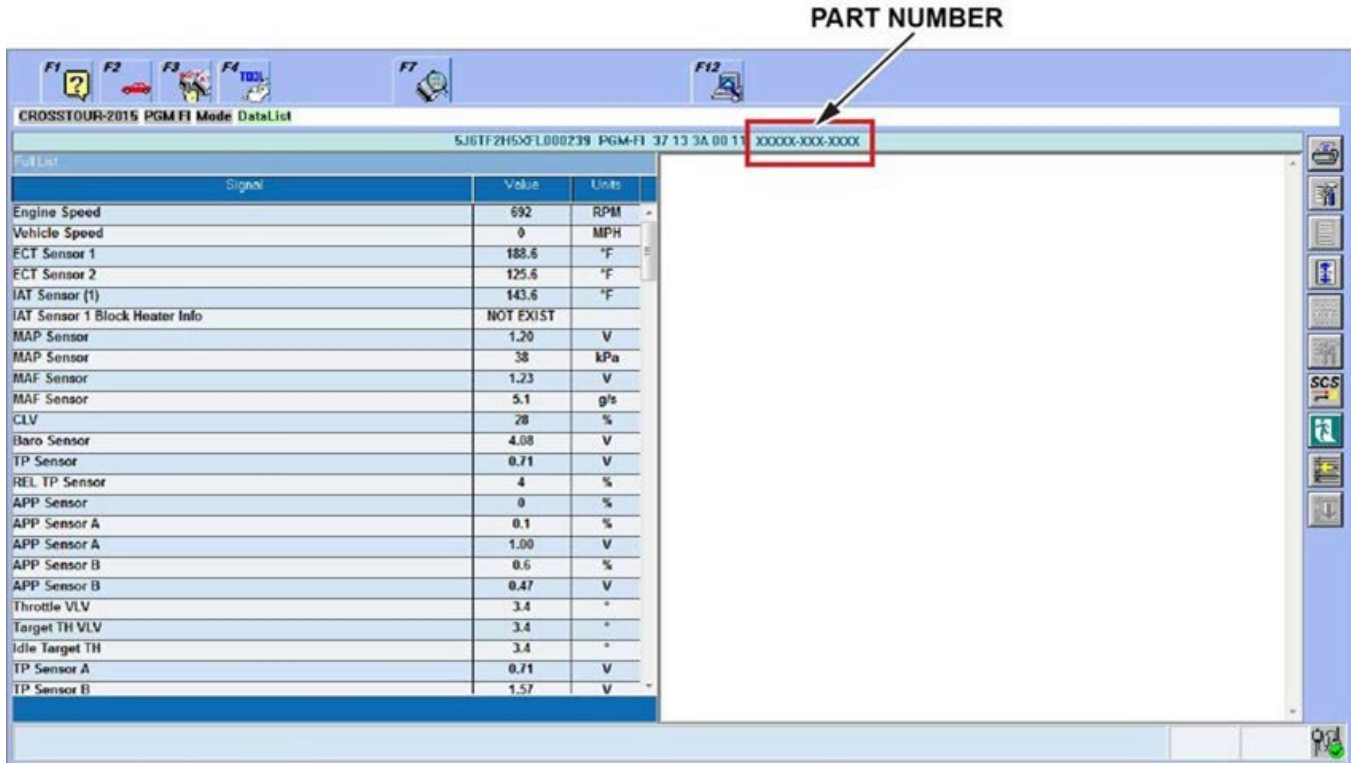 PART NUMBER
F1 F2 F3 F4 TOOL F7 F12
CROSSTOUR-2015 PGM FI Mode DataList
5J6TF2H5XFL000239 PGM-FI 37 13 3A 00 11 XXXXX-XXX-XXXX
Full List
Signal Value Units
Engine Speed 692 RPM
Vehicle Speed 0 MPH
ECT Sensor 1 188.6 °F
ECT Sensor 2 125.6 °F
IAT Sensor (1) 143.6 °F
IAT Sensor 1 Block Heater Info NOT EXIST
MAP Sensor 1.20 V
MAP Sensor 38 kPa
MAF Sensor 1.23 V
MAF Sensor 5.1 g/s
CLV 28 %
Baro Sensor 4.08 V
TP Sensor 0.71 V
REL TP Sensor 4 %
APP Sensor 0 %
APP Sensor A 0.1 %
APP Sensor A 1.00 V
APP Sensor B 0.6 %
APP Sensor B 0.47 V
Throttle VLV 3.4 °
Target TH VLV 3.4 °
Idle Target TH 3.4 °
TP Sensor A 0.71 V
TP Sensor B 1.57 V
SCS